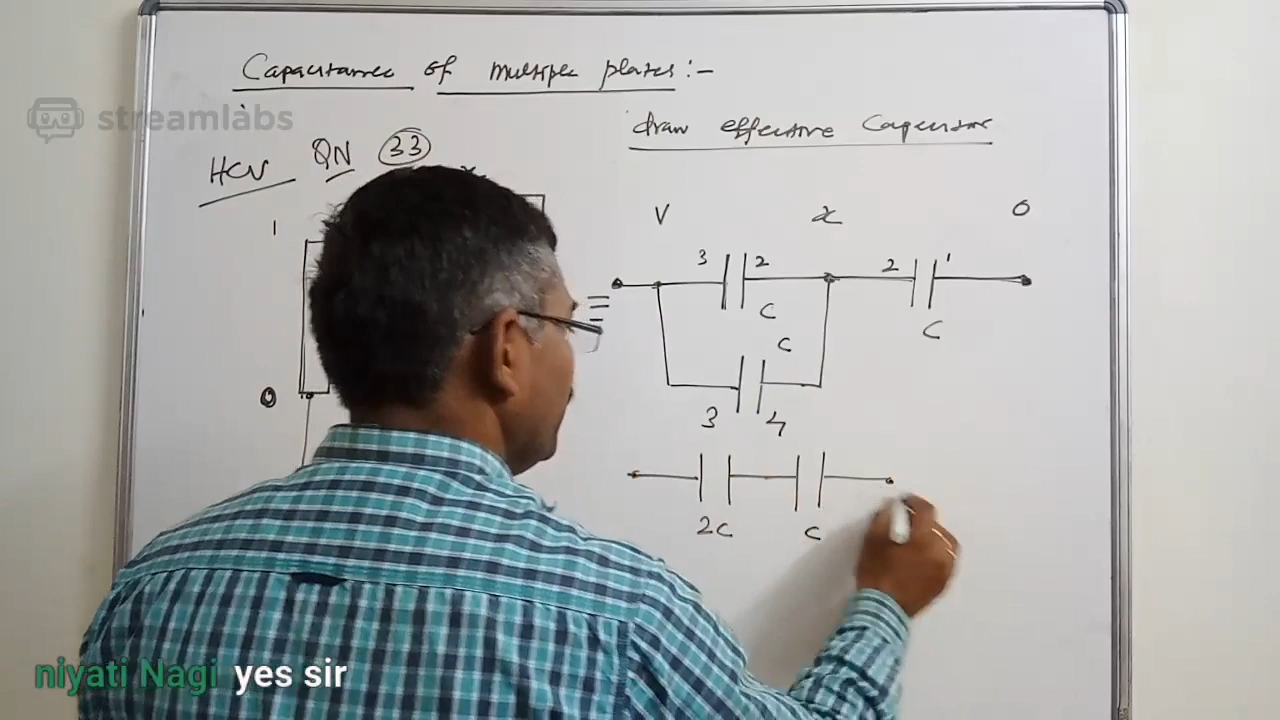 Capacitance of multiple plates :-
streamlabs
draw effective Capacitor
HCV QN 33
V x 0
1
3 2 2 1
C C
C
0
3 4
2C C
niyati Nagi yes sir